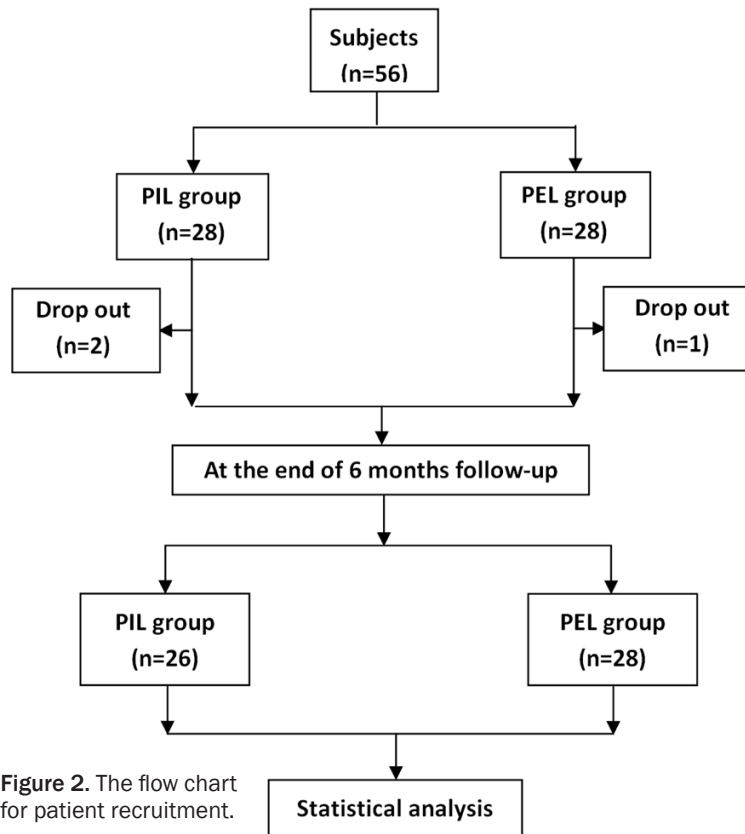 Subjects
(n=56)
PIL group
(n=28)
PEL group
(n=28)
Drop out
(n=2)
Drop out
(n=1)
At the end of 6 months follow-up
PIL group
(n=26)
PEL group
(n=28)
Figure 2. The flow chart
for patient recruitment.
Statistical analysis